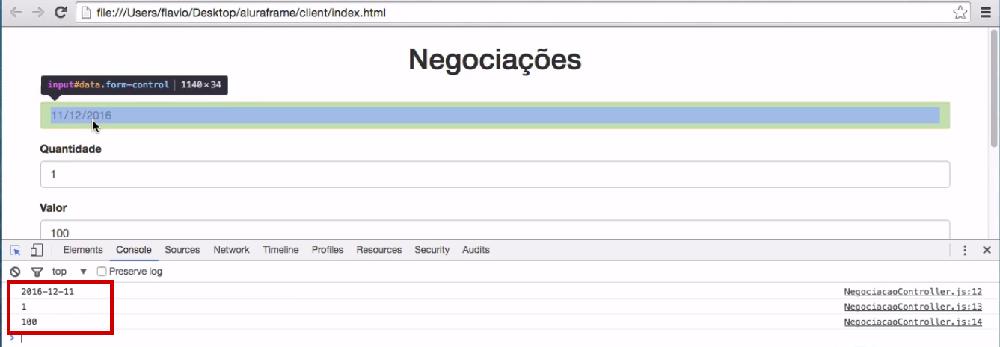 file:///Users/flavio/Desktop/aluraframe/client/index.html
Negociações
input#data.form-control | 1140×34
11/12/2016
Quantidade
1
Valor
100
Elements Console Sources Network Timeline Profiles Resources Security Audits
top ▼ Preserve log
2016-12-11 NegociacaoController.js:12
1 NegociacaoController.js:13
100 NegociacaoController.js:14
>